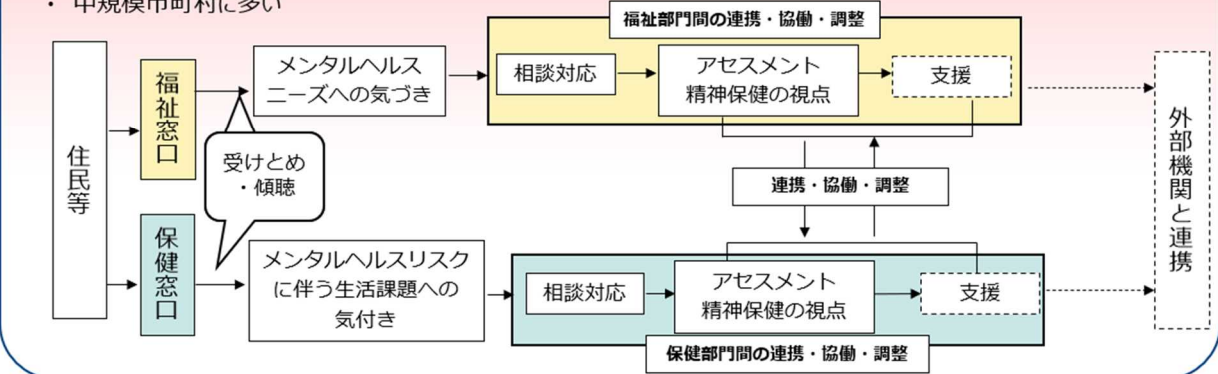 ・ 中規模市町村に多い
福祉部門間の連携・協働・調整
住民等
福祉窓口
メンタルヘルス
ニーズへの気づき
相談対応
アセスメント
精神保健の視点
支援
受けとめ
・傾聴
連携・協働・調整
保健窓口
メンタルヘルスリスク
に伴う生活課題への
気付き
相談対応
アセスメント
精神保健の視点
支援
保健部門間の連携・協働・調整
外部機関と連携